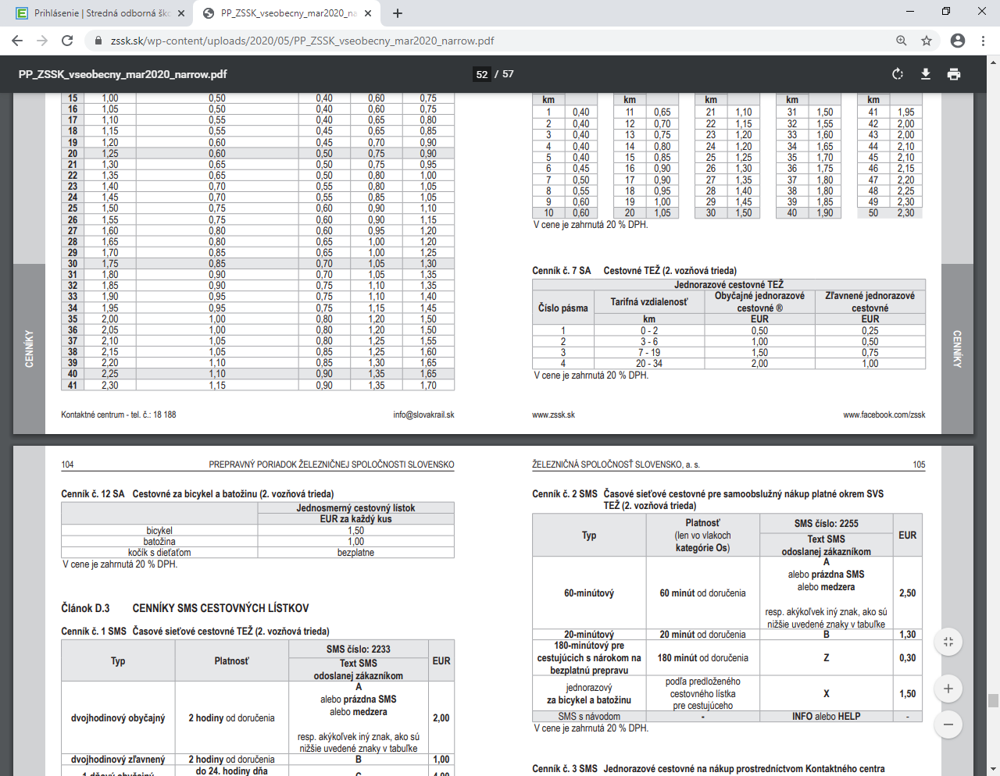 Prihlásenie | Stredná odborná ško
PP_ZSSK_vseobecny_mar2020_na
zssk.sk/wp-content/uploads/2020/05/PP_ZSSK_vseobecny_mar2020_narrow.pdf
PP_ZSSK_vseobecny_mar2020_narrow.pdf
52 / 57
15 1,00 0,50 0,40 0,60 0,75
16 1,05 0,50 0,40 0,60 0,75
17 1,10 0,55 0,40 0,65 0,80
18 1,15 0,55 0,45 0,65 0,85
19 1,20 0,60 0,45 0,70 0,90
20 1,25 0,60 0,50 0,75 0,90
21 1,30 0,65 0,50 0,75 0,95
22 1,35 0,65 0,50 0,80 1,00
23 1,40 0,70 0,55 0,80 1,05
24 1,45 0,70 0,55 0,85 1,05
25 1,50 0,75 0,60 0,90 1,10
26 1,55 0,75 0,60 0,90 1,15
27 1,60 0,80 0,60 0,95 1,20
28 1,65 0,80 0,65 1,00 1,20
29 1,70 0,85 0,65 1,00 1,25
30 1,75 0,85 0,70 1,05 1,30
31 1,80 0,90 0,70 1,05 1,35
32 1,85 0,90 0,75 1,10 1,35
33 1,90 0,95 0,75 1,10 1,40
34 1,95 0,95 0,75 1,15 1,45
35 2,00 1,00 0,80 1,20 1,50
36 2,05 1,00 0,80 1,20 1,50
37 2,10 1,05 0,80 1,25 1,55
38 2,15 1,05 0,85 1,25 1,60
39 2,20 1,10 0,85 1,30 1,65
40 2,25 1,10 0,90 1,35 1,65
41 2,30 1,15 0,90 1,35 1,70
CENNÍKY
Kontaktné centrum - tel. č.: 18 188
info@slovakrail.sk
km km km km km
1 0,40 11 0,65 21 1,10 31 1,50 41 1,95
2 0,40 12 0,70 22 1,15 32 1,55 42 2,00
3 0,40 13 0,75 23 1,20 33 1,60 43 2,00
4 0,40 14 0,80 24 1,20 34 1,65 44 2,10
5 0,40 15 0,85 25 1,25 35 1,70 45 2,10
6 0,45 16 0,90 26 1,30 36 1,75 46 2,15
7 0,50 17 0,90 27 1,35 37 1,80 47 2,20
8 0,55 18 0,95 28 1,40 38 1,80 48 2,25
9 0,60 19 1,00 29 1,45 39 1,85 49 2,30
10 0,60 20 1,05 30 1,50 40 1,90 50 2,30
V cene je zahrnutá 20 % DPH.
Cenník č. 7 SA Cestovné TEŽ (2. vozňová trieda)
Jednorazové cestovné TEŽ
Číslo pásma Tarifná vzdialenosť Obyčajné jednorazové cestovné ® Zľavnené jednorazové cestovné
km EUR EUR
1 0 - 2 0,50 0,25
2 3 - 6 1,00 0,50
3 7 - 19 1,50 0,75
4 20 - 34 2,00 1,00
V cene je zahrnutá 20 % DPH.
CENNÍKY
www.zssk.sk
www.facebook.com/zssk
104 PREPRAVNÝ PORIADOK ŽELEZNIČNEJ SPOLOČNOSTI SLOVENSKO
Cenník č. 12 SA Cestovné za bicykel a batožinu (2. vozňová trieda)
Jednosmerný cestovný lístok
EUR za každý kus
bicykel 1,50
batožina 1,00
kočík s dieťaťom bezplatne
V cene je zahrnutá 20 % DPH.
Článok D.3 CENNÍKY SMS CESTOVNÝCH LÍSTKOV
Cenník č. 1 SMS Časové sieťové cestovné TEŽ (2. vozňová trieda)
Typ Platnosť SMS číslo: 2233 EUR
Text SMS
odoslanej zákazníkom
A
alebo prázdna SMS
alebo medzera
dvojhodinový obyčajný 2 hodiny od doručenia 2,00
resp. akýkoľvek iný znak, ako sú
nižšie uvedené znaky v tabuľke
dvojhodinový zľavnený 2 hodiny od doručenia B 1,00
do 24. hodiny dňa
1-dňový obyčajný C 4,00
ŽELEZNIČNÁ SPOLOČNOSŤ SLOVENSKO, a. s. 105
Cenník č. 2 SMS Časové sieťové cestovné pre samoobslužný nákup platné okrem SVS
TEŽ (2. vozňová trieda)
Typ Platnosť SMS číslo: 2255 EUR
(len vo vlakoch
kategórie Os)
Text SMS
odoslanej zákazníkom
A
alebo prázdna SMS
alebo medzera
60-minútový 60 minút od doručenia 2,50
resp. akýkoľvek iný znak, ako sú
nižšie uvedené znaky v tabuľke
20-minútový 20 minút od doručenia B 1,30
180-minútový pre
cestujúcich s nárokom na 180 minút od doručenia Z 0,30
bezplatnú prepravu
jednorazový
za bicykel a batožinu
podľa predloženého
cestovného lístka
pre cestujúceho
X 1,50
SMS s návodom - INFO alebo HELP -
V cene je zahrnutá 20 % DPH.
Cenník č. 3 SMS Jednorazové cestovné na nákup prostredníctvom Kontaktného centra